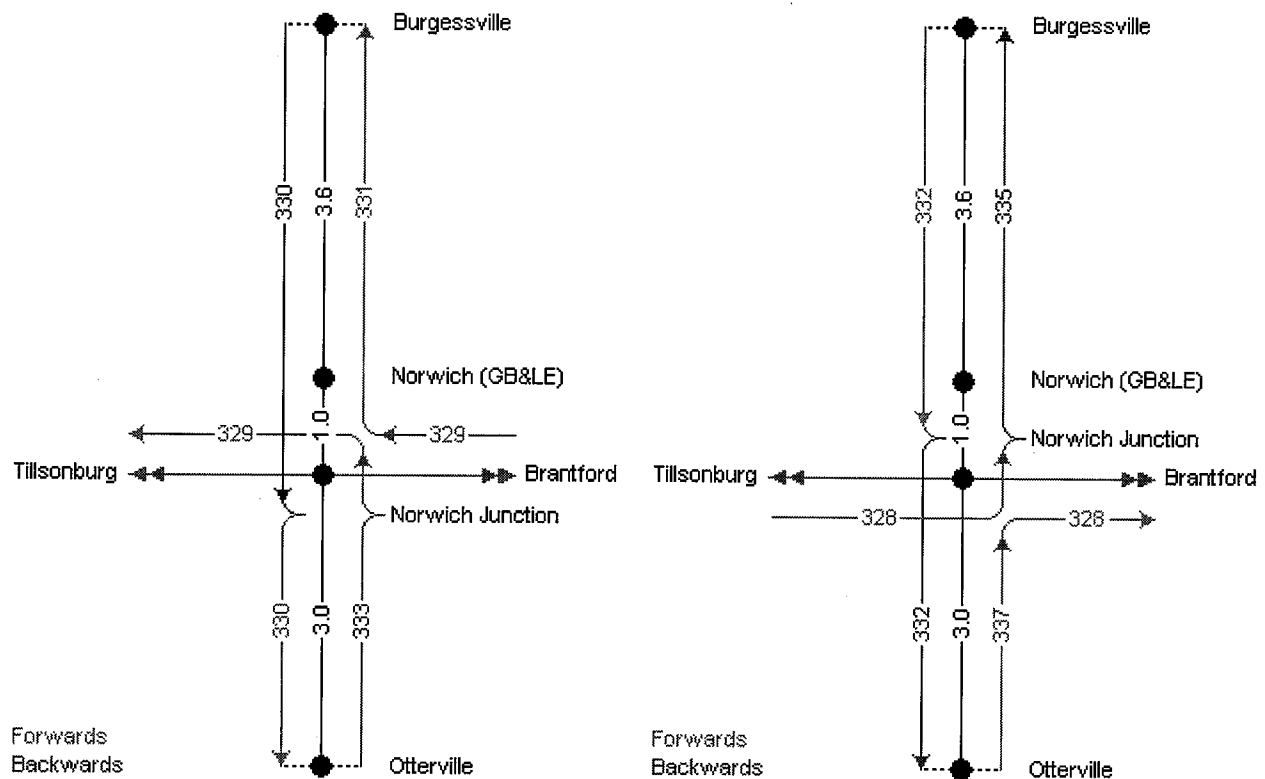 Burgessville
330
3.6
331
Norwich (GB&LE)
329
1.0
329
Tillsonburg
Brantford
Norwich Junction
330
3.0
333
Forwards
Backwards
Otterville
Burgessville
332
3.6
335
Norwich (GB&LE)
1.0
Norwich Junction
Tillsonburg
Brantford
328
328
332
3.0
337
Forwards
Backwards
Otterville